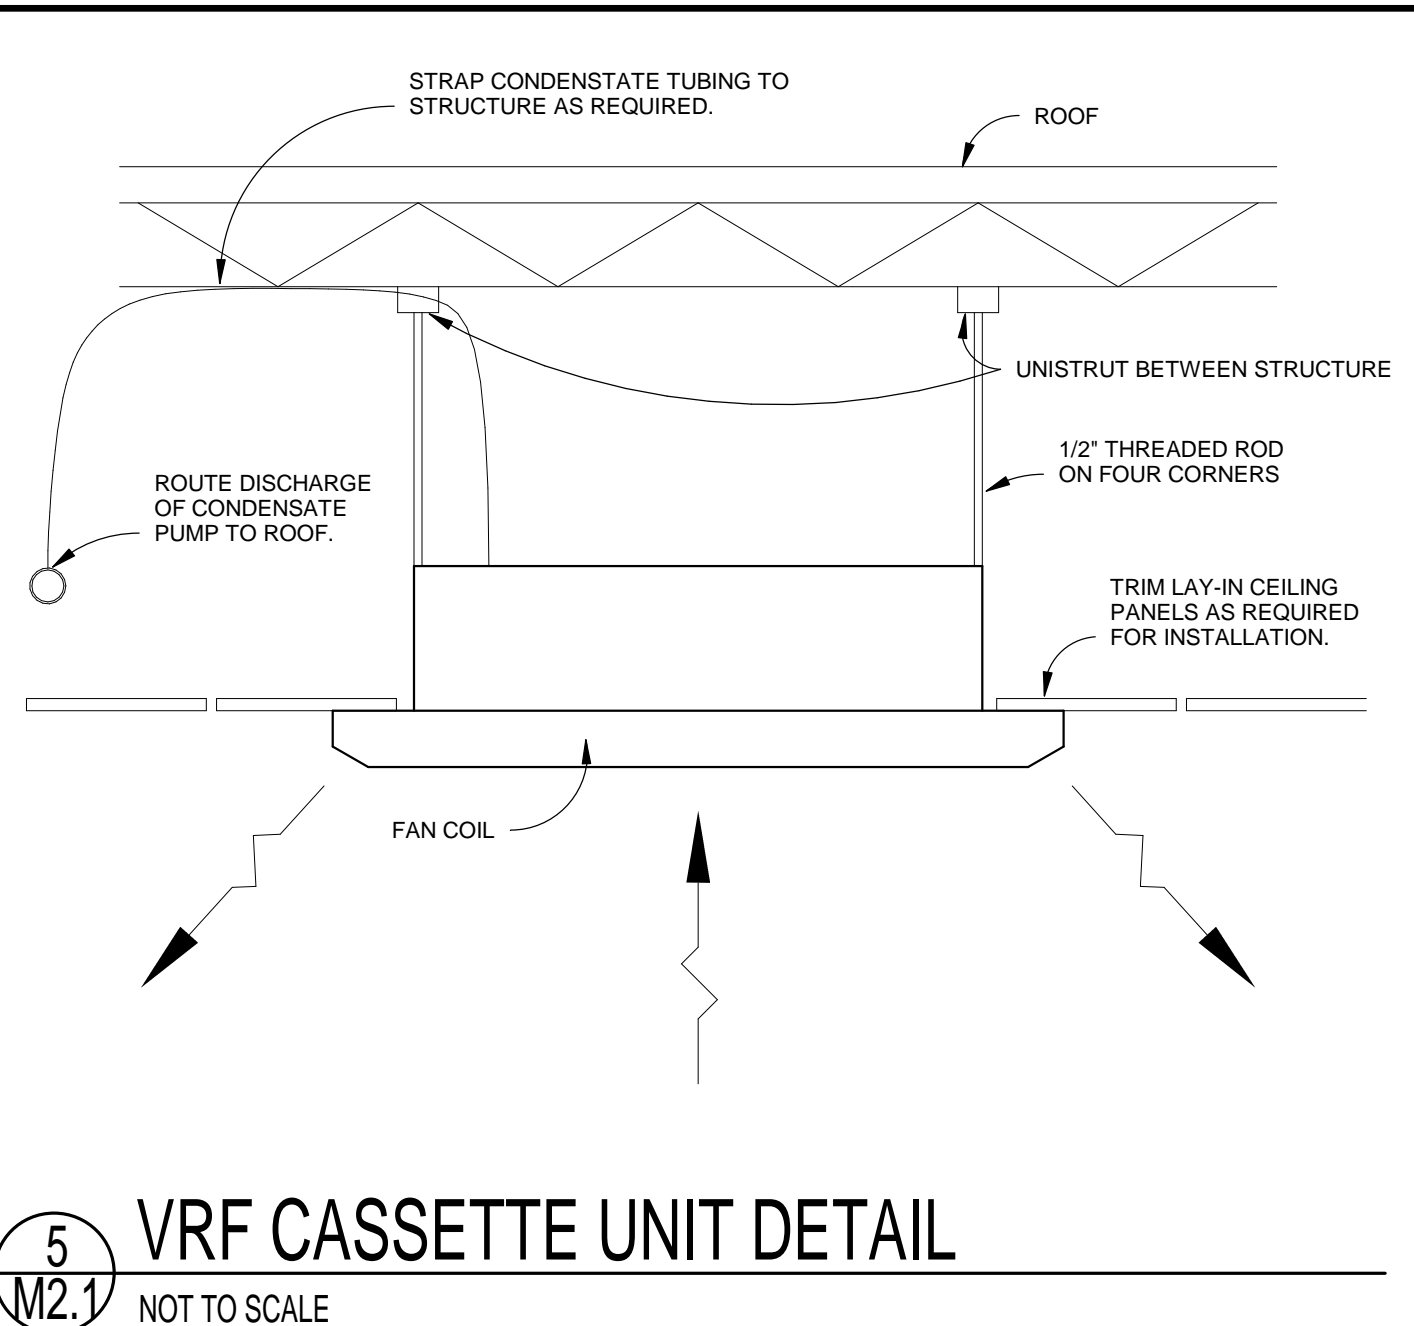 STRAP CONDENSTATE TUBING TO
STRUCTURE AS REQUIRED.
ROOF
UNISTRUT BETWEEN STRUCTURE
1/2" THREADED ROD
ON FOUR CORNERS
ROUTE DISCHARGE
OF CONDENSATE
PUMP TO ROOF.
TRIM LAY-IN CEILING
PANELS AS REQUIRED
FOR INSTALLATION.
FAN COIL
5
M2.1
VRF CASSETTE UNIT DETAIL
NOT TO SCALE